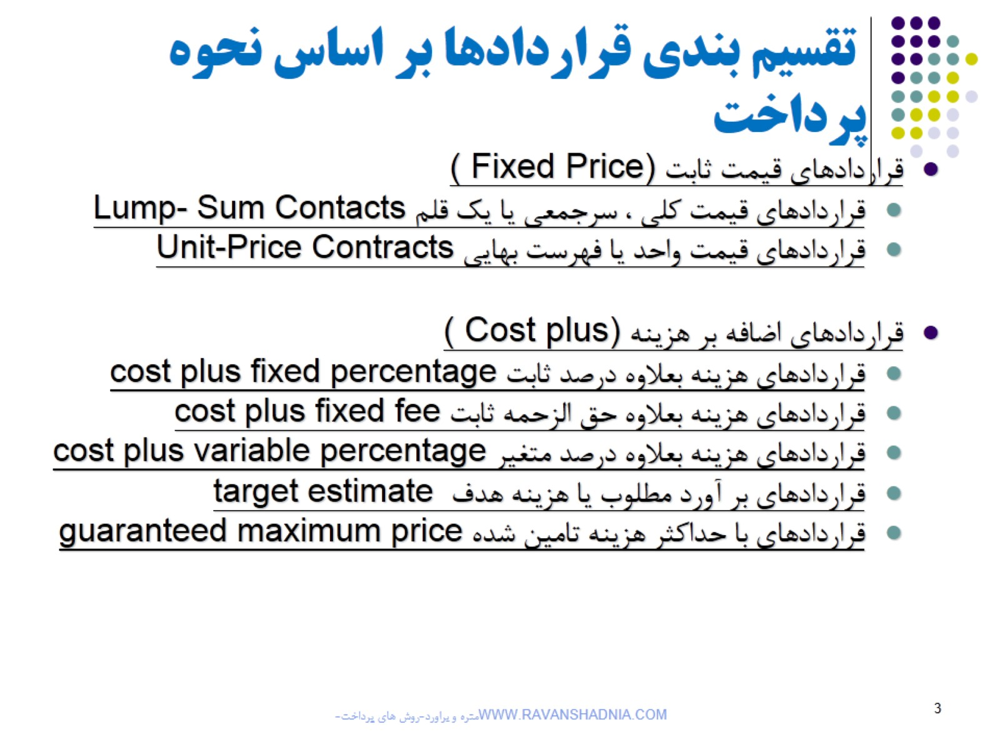 تقسیم بندی قراردادها بر اساس نحوه
پرداخت
قراردادهای قیمت ثابت (Fixed Price )
قراردادهای قیمت کلی ، سرجمعی یا یک قلم Lump- Sum Contacts
قراردادهای قیمت واحد یا فهرست بهایی Unit-Price Contracts
قراردادهای اضافه بر هزینه (Cost plus )
قراردادهای هزینه بعلاوه درصد ثابت cost plus fixed percentage
قراردادهای هزینه بعلاوه حق الزحمه ثابت cost plus fixed fee
قراردادهای هزینه بعلاوه درصد متغیر cost plus variable percentage
قراردادهای بر آورد مطلوب یا هزینه هدف target estimate
قراردادهای با حداکثر هزینه تامین شده guaranteed maximum price
WWW.RAVANSHADNIA.COMمتره و براورد-روش های پرداخت-
3